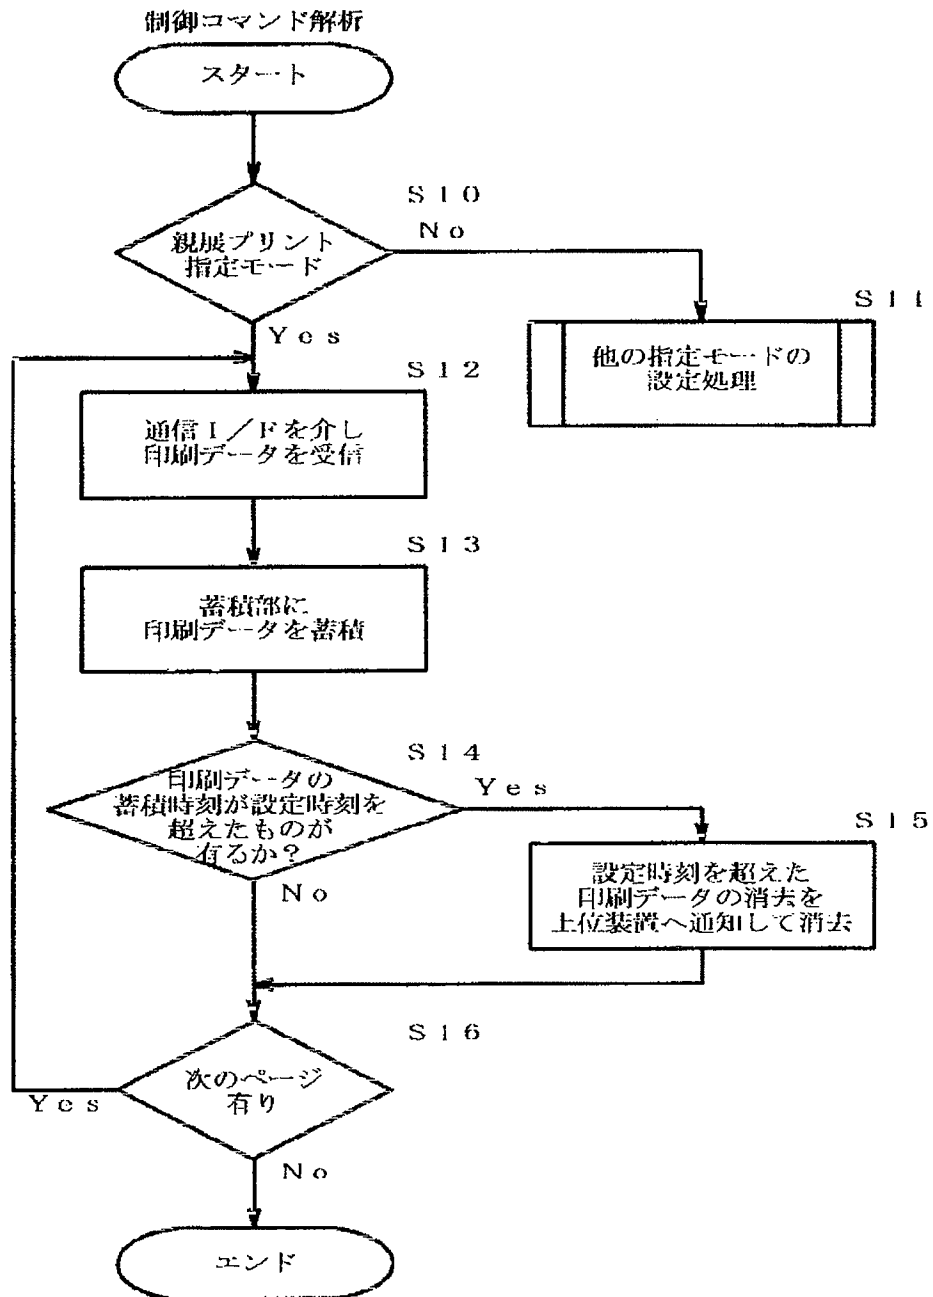 制御コマンド解析
スタート
S10
親展プリント
指定モード
No
Yes
S11
他の指定モードの
設定処理
S12
通信I/Fを介し
印刷データを受信
S13
蓄積部に
印刷データを蓄積
S14
印刷データの
蓄積時刻が設定時刻を
超えたものが
有るか?
Yes
No
S15
設定時刻を超えた
印刷データの消去を
上位装置へ通知して消去
S16
次のページ
有り
Yes
No
エンド